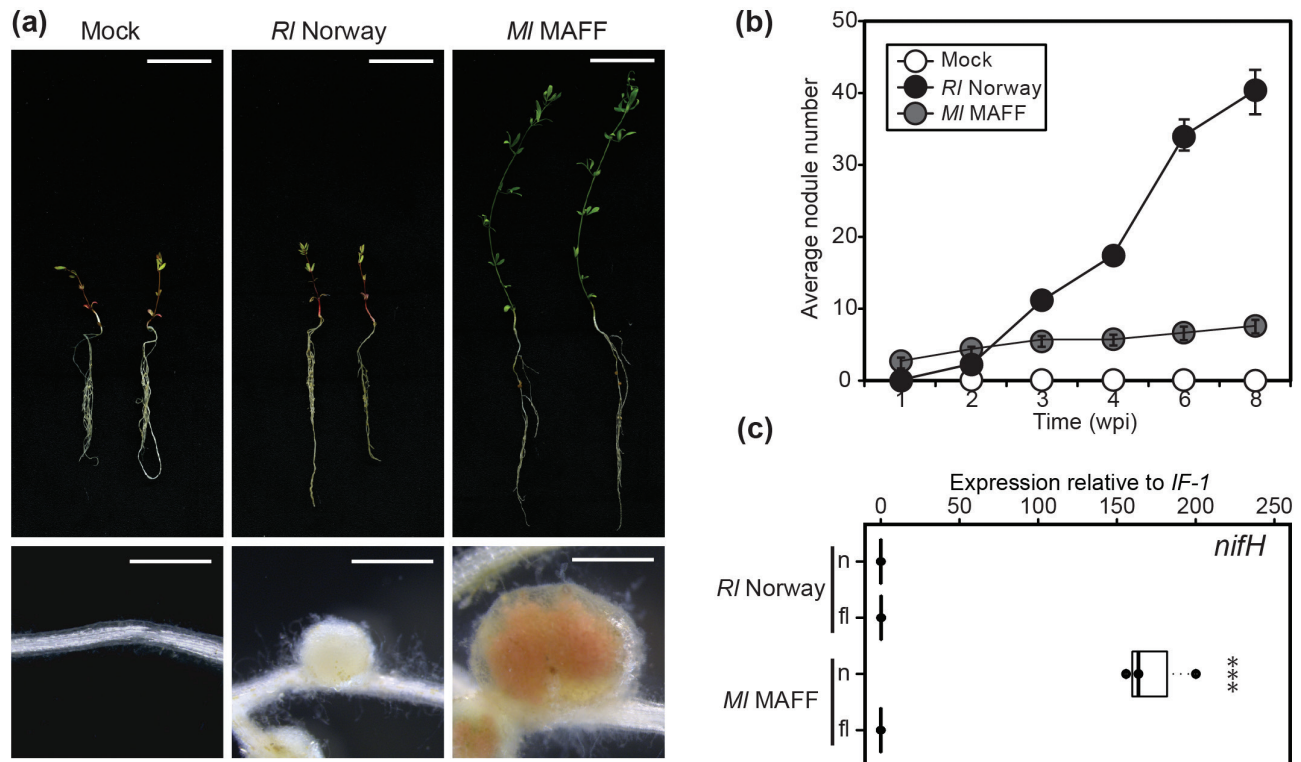 (a)
Mock
Rl Norway
Ml MAFF
(b)
Average nodule number
50
40
30
20
10
0
Mock
Rl Norway
Ml MAFF
1 2 3 4 6 8
Time (wpi)
(c)
Expression relative to IF-1
0 50 100 150 200 250
nifH
Rl Norway
n
fl
Ml MAFF
n
fl
***